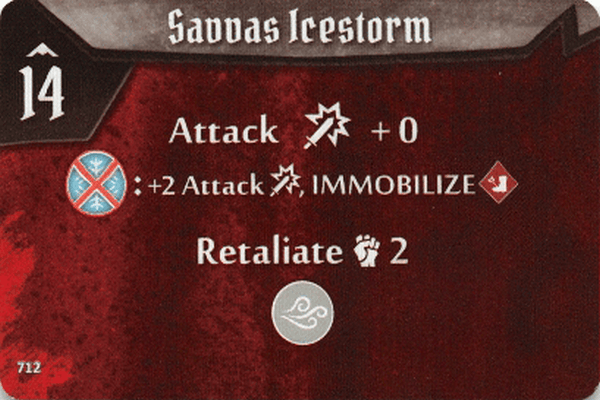 Savvas Icestorm
14
Attack + 0
: +2 Attack , IMMOBILIZE
Retaliate 2
712